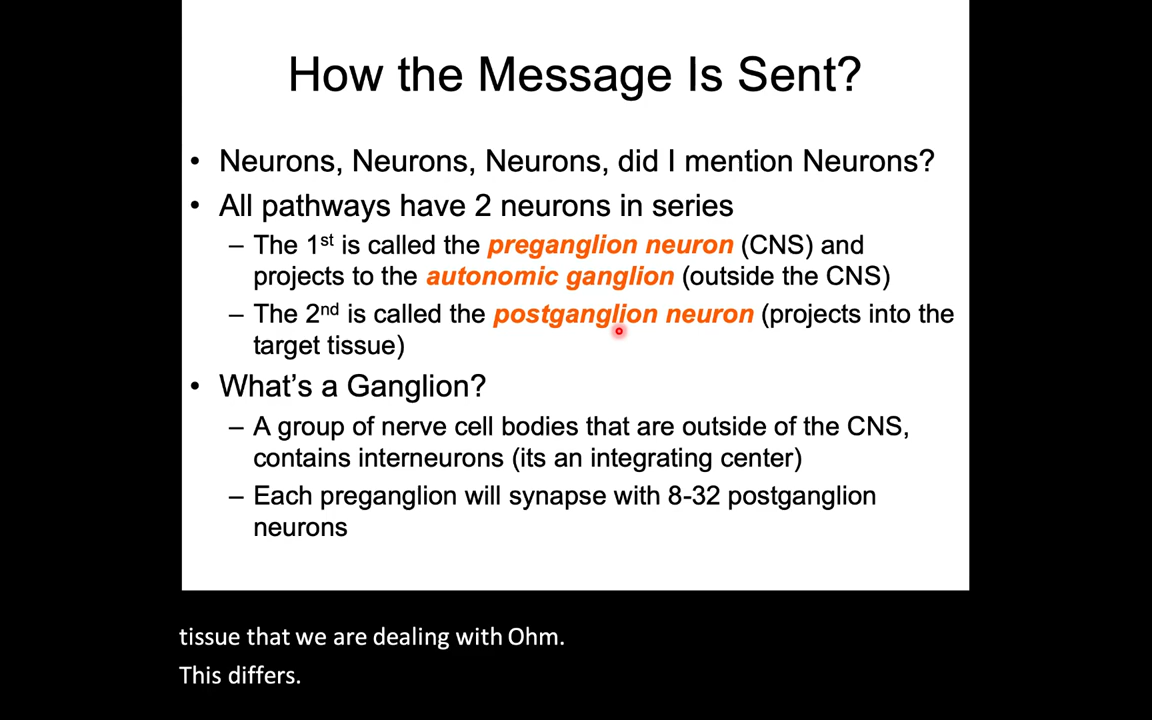 How the Message Is Sent?
• Neurons, Neurons, Neurons, did I mention Neurons?
• All pathways have 2 neurons in series
– The 1st is called the preganglion neuron (CNS) and
projects to the autonomic ganglion (outside the CNS)
– The 2nd is called the postganglion neuron (projects into the
target tissue)
• What's a Ganglion?
– A group of nerve cell bodies that are outside of the CNS,
contains interneurons (its an integrating center)
– Each preganglion will synapse with 8-32 postganglion
neurons
tissue that we are dealing with Ohm.
This differs.